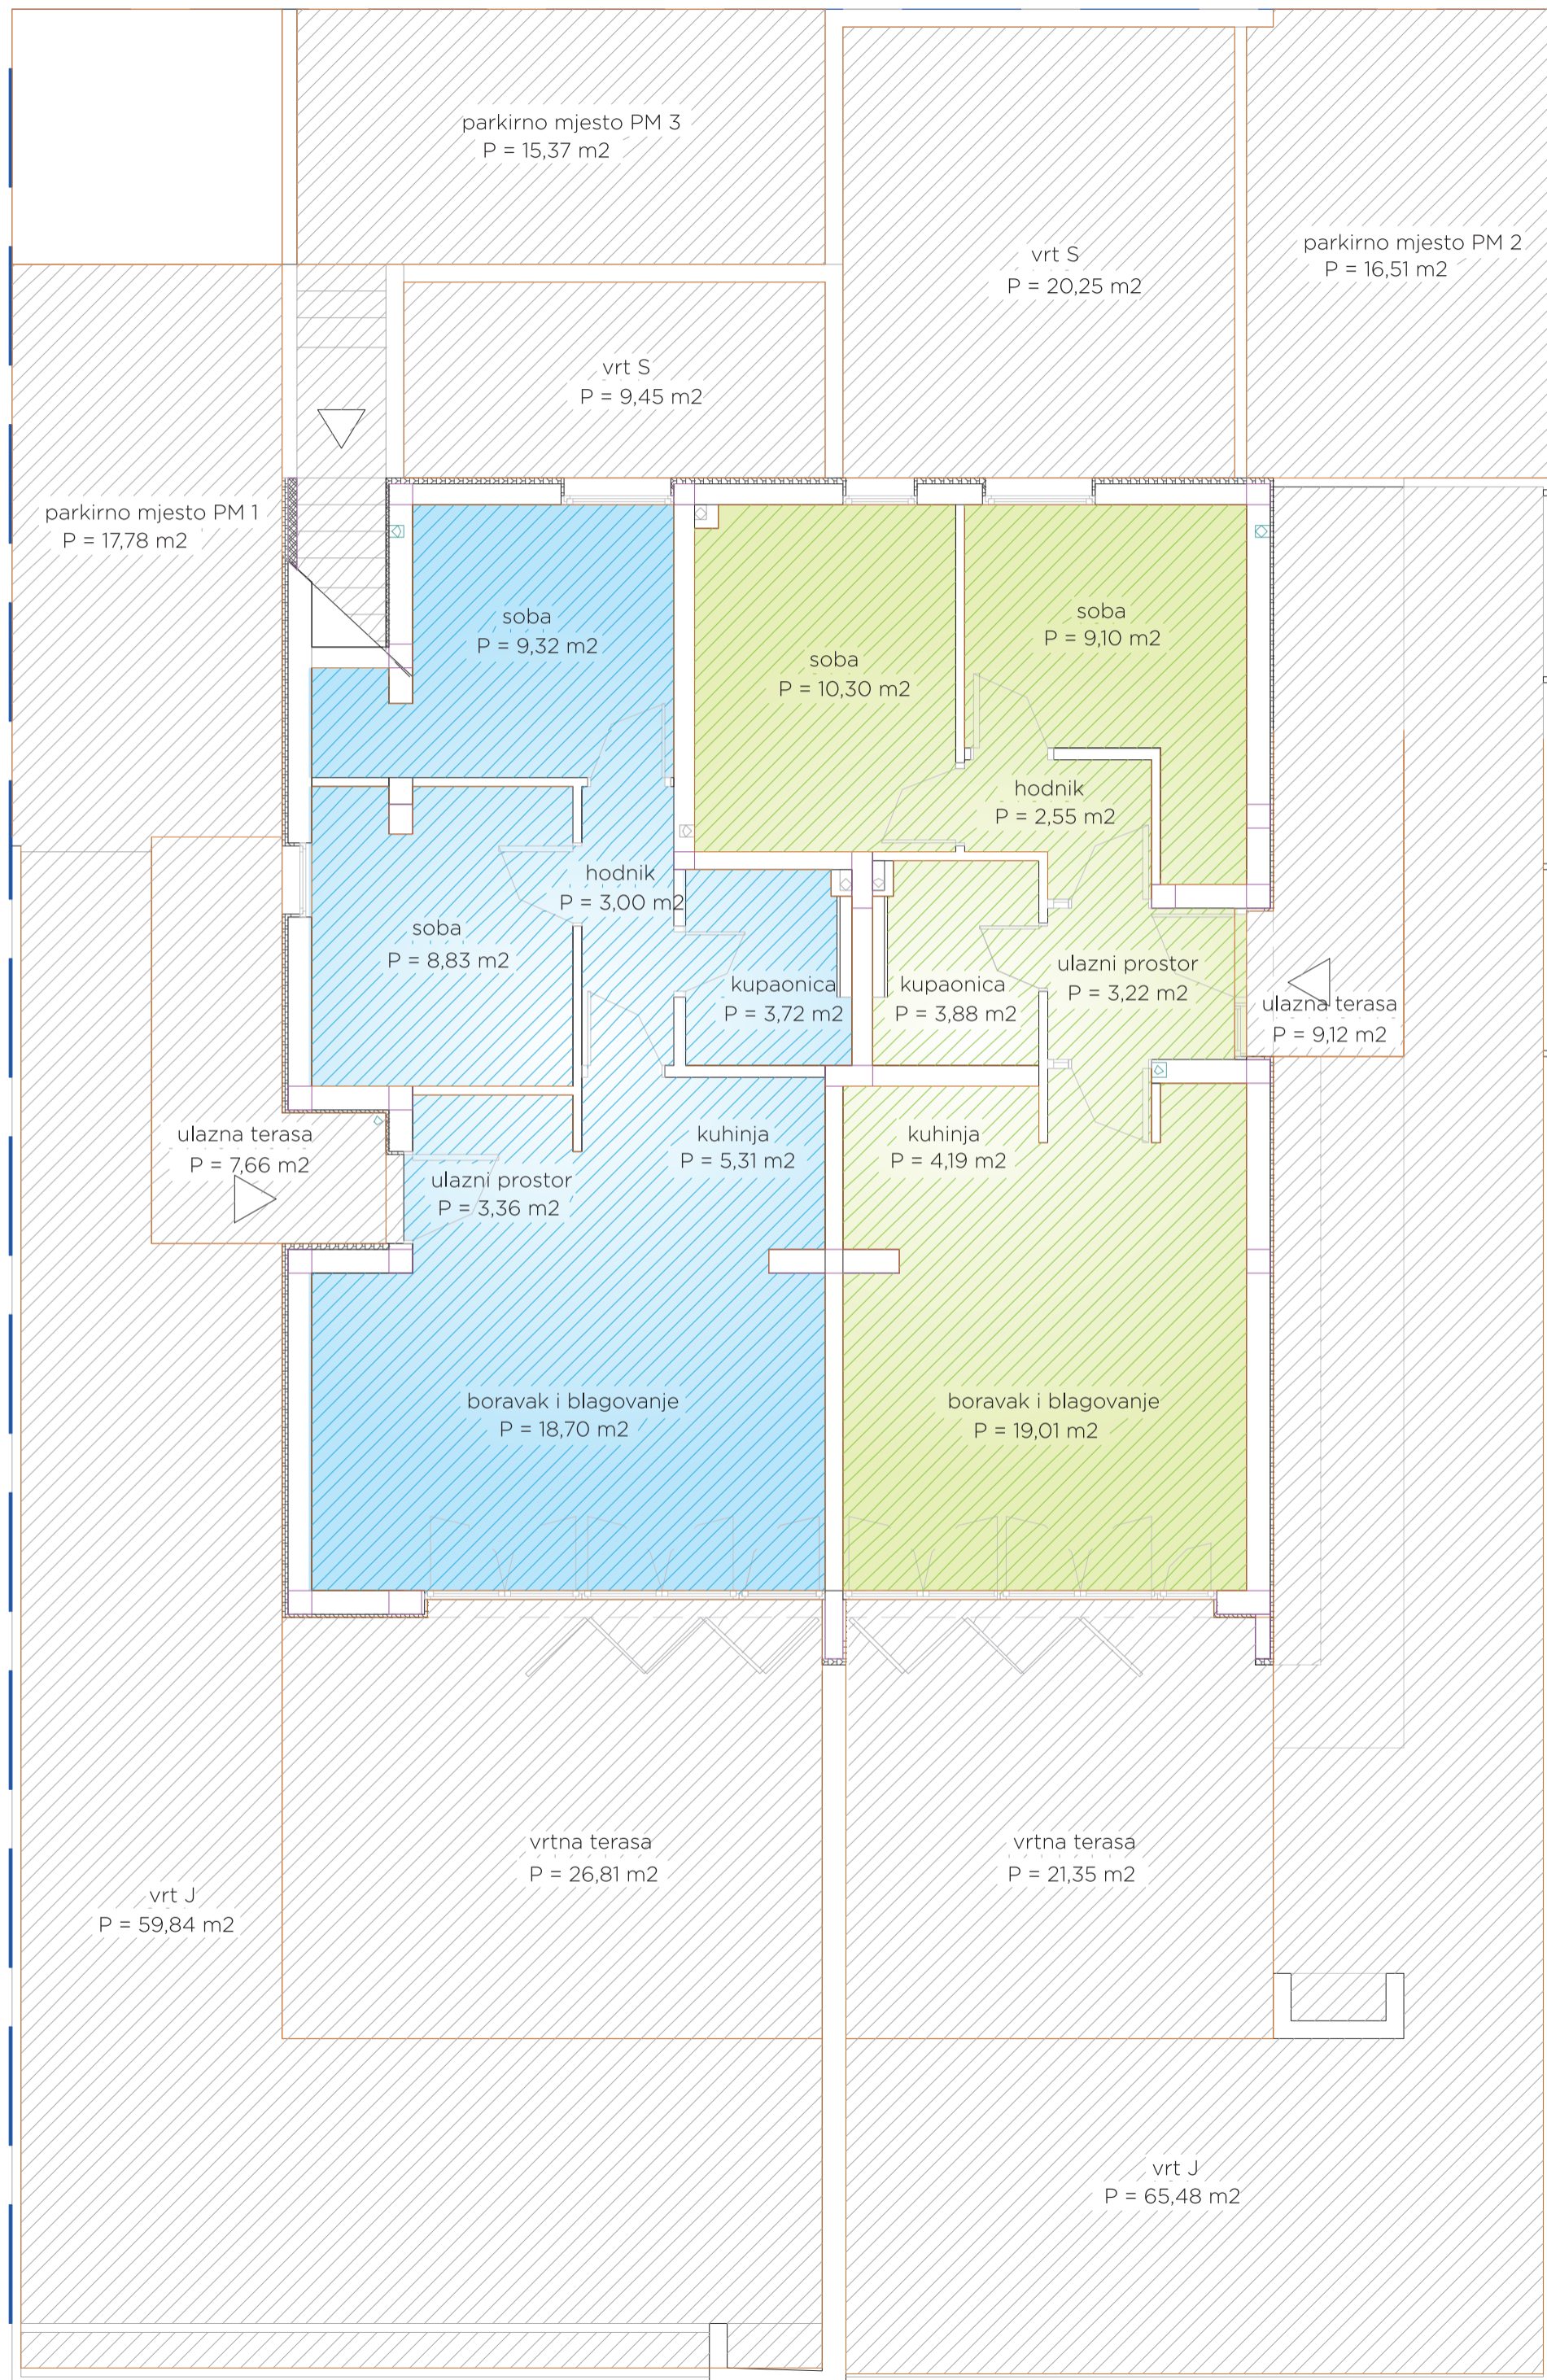 parkirno mjesto PM 3
P = 15,37 m2
parkirno mjesto PM 2
P = 16,51 m2
vrt S
P = 20,25 m2
vrt S
P = 9,45 m2
parkirno mjesto PM 1
P = 17,78 m2
soba
P = 9,32 m2
soba
P = 10,30 m2
soba
P = 9,10 m2
hodnik
P = 2,55 m2
hodnik
P = 3,00 m2
soba
P = 8,83 m2
kupaonica
P = 3,72 m2
kupaonica
P = 3,88 m2
ulazni prostor
P = 3,22 m2
ulazna terasa
P = 9,12 m2
ulazna terasa
P = 7,66 m2
ulazni prostor
P = 3,36 m2
kuhinja
P = 5,31 m2
kuhinja
P = 4,19 m2
boravak i blagovanje
P = 18,70 m2
boravak i blagovanje
P = 19,01 m2
vrtna terasa
P = 26,81 m2
vrtna terasa
P = 21,35 m2
vrt J
P = 59,84 m2
vrt J
P = 65,48 m2